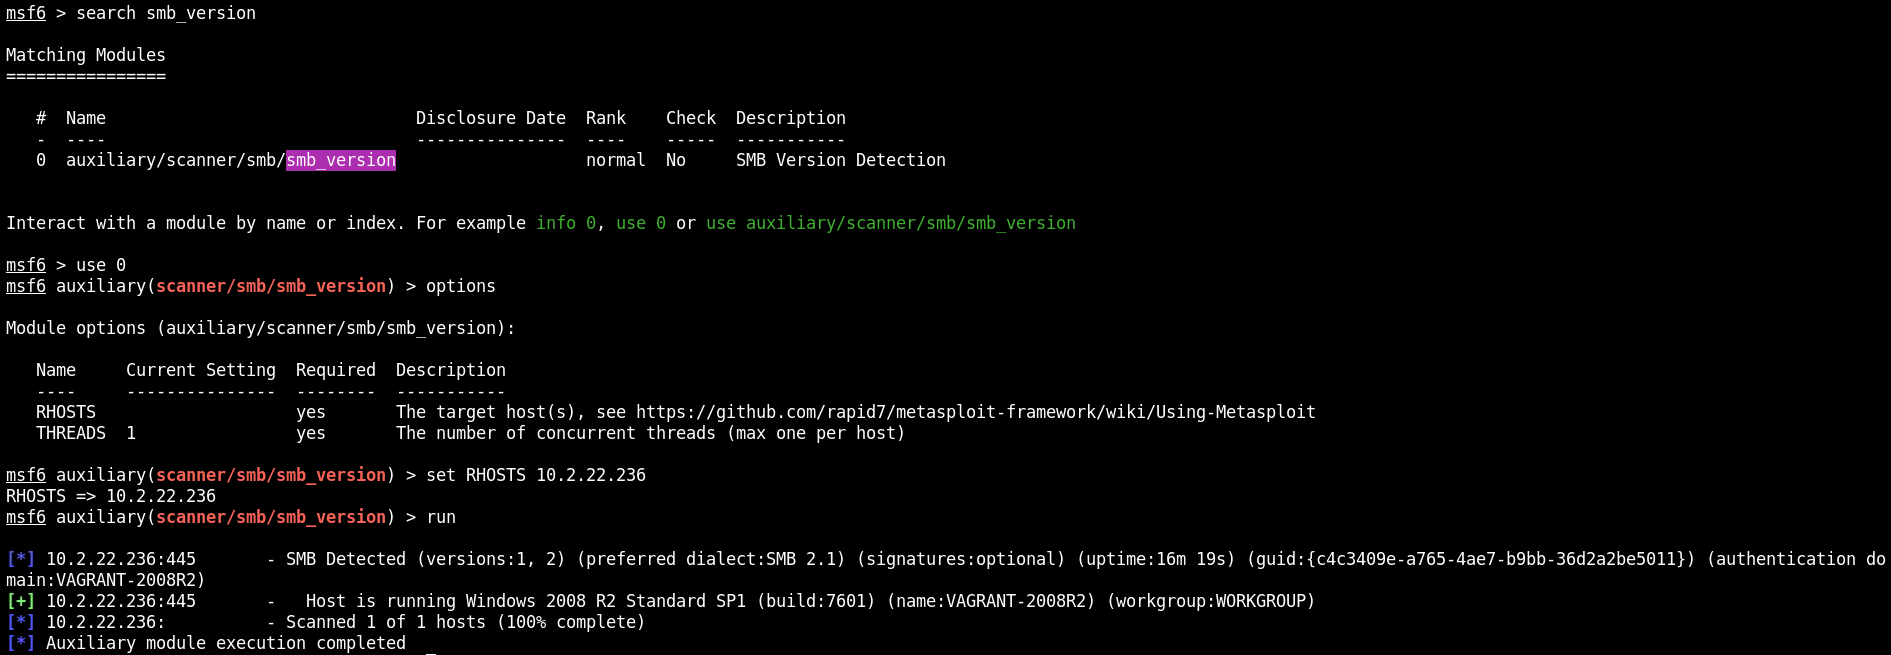 msf6 > search smb_version
Matching Modules
================
   #  Name                               Disclosure Date  Rank    Check  Description
   -  ----                               ---------------  ----    -----  -----------
   0  auxiliary/scanner/smb/smb_version                   normal  No     SMB Version Detection
Interact with a module by name or index. For example info 0, use 0 or use auxiliary/scanner/smb/smb_version
msf6 > use 0
msf6 auxiliary(scanner/smb/smb_version) > options
Module options (auxiliary/scanner/smb/smb_version):
   Name     Current Setting  Required  Description
   ----     ---------------  --------  -----------
   RHOSTS                    yes       The target host(s), see https://github.com/rapid7/metasploit-framework/wiki/Using-Metasploit
   THREADS  1                yes       The number of concurrent threads (max one per host)
msf6 auxiliary(scanner/smb/smb_version) > set RHOSTS 10.2.22.236
RHOSTS => 10.2.22.236
msf6 auxiliary(scanner/smb/smb_version) > run
[*] 10.2.22.236:445       - SMB Detected (versions:1, 2) (preferred dialect:SMB 2.1) (signatures:optional) (uptime:16m 19s) (guid:{c4c3409e-a765-4ae7-b9bb-36d2a2be5011}) (authentication do
main:VAGRANT-2008R2)
[+] 10.2.22.236:445       -   Host is running Windows 2008 R2 Standard SP1 (build:7601) (name:VAGRANT-2008R2) (workgroup:WORKGROUP)
[*] 10.2.22.236:          - Scanned 1 of 1 hosts (100% complete)
[*] Auxiliary module execution completed